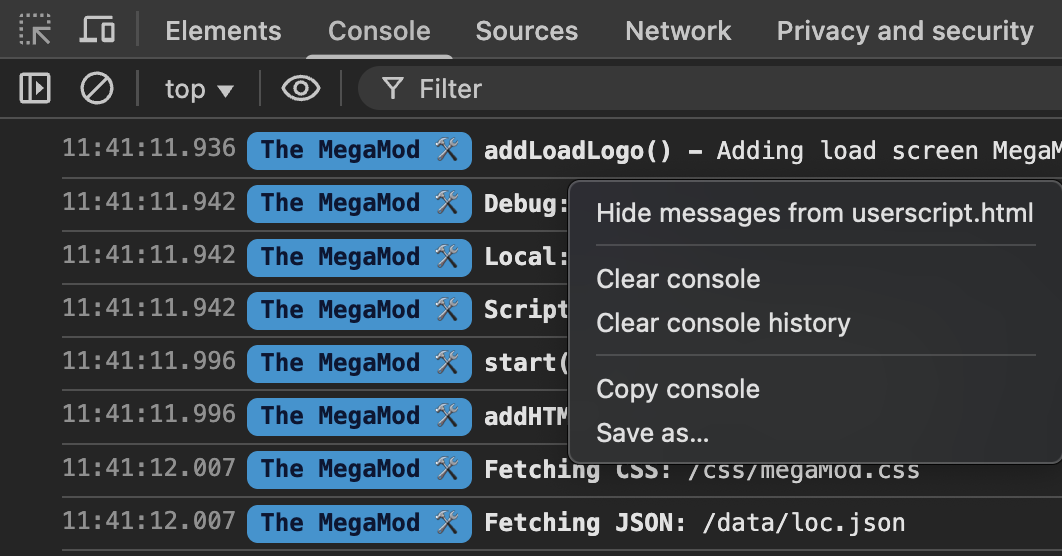 Elements Console Sources Network Privacy and security
top Filter
11:41:11.936 The MegaMod 🛠 addLoadLogo() – Adding load screen
11:41:11.942 The MegaMod 🛠 Debug:
11:41:11.942 The MegaMod 🛠 Local:
11:41:11.942 The MegaMod 🛠 Script
11:41:11.996 The MegaMod 🛠 start(
11:41:11.996 The MegaMod 🛠
11:41:12.007 The MegaMod 🛠 Fetching CSS: /css/megaMod.css
11:41:12.007 The MegaMod 🛠 Fetching JSON: /data/loc.json
Hide messages from userscript.html
Clear console
Clear console history
Copy console
Save as...